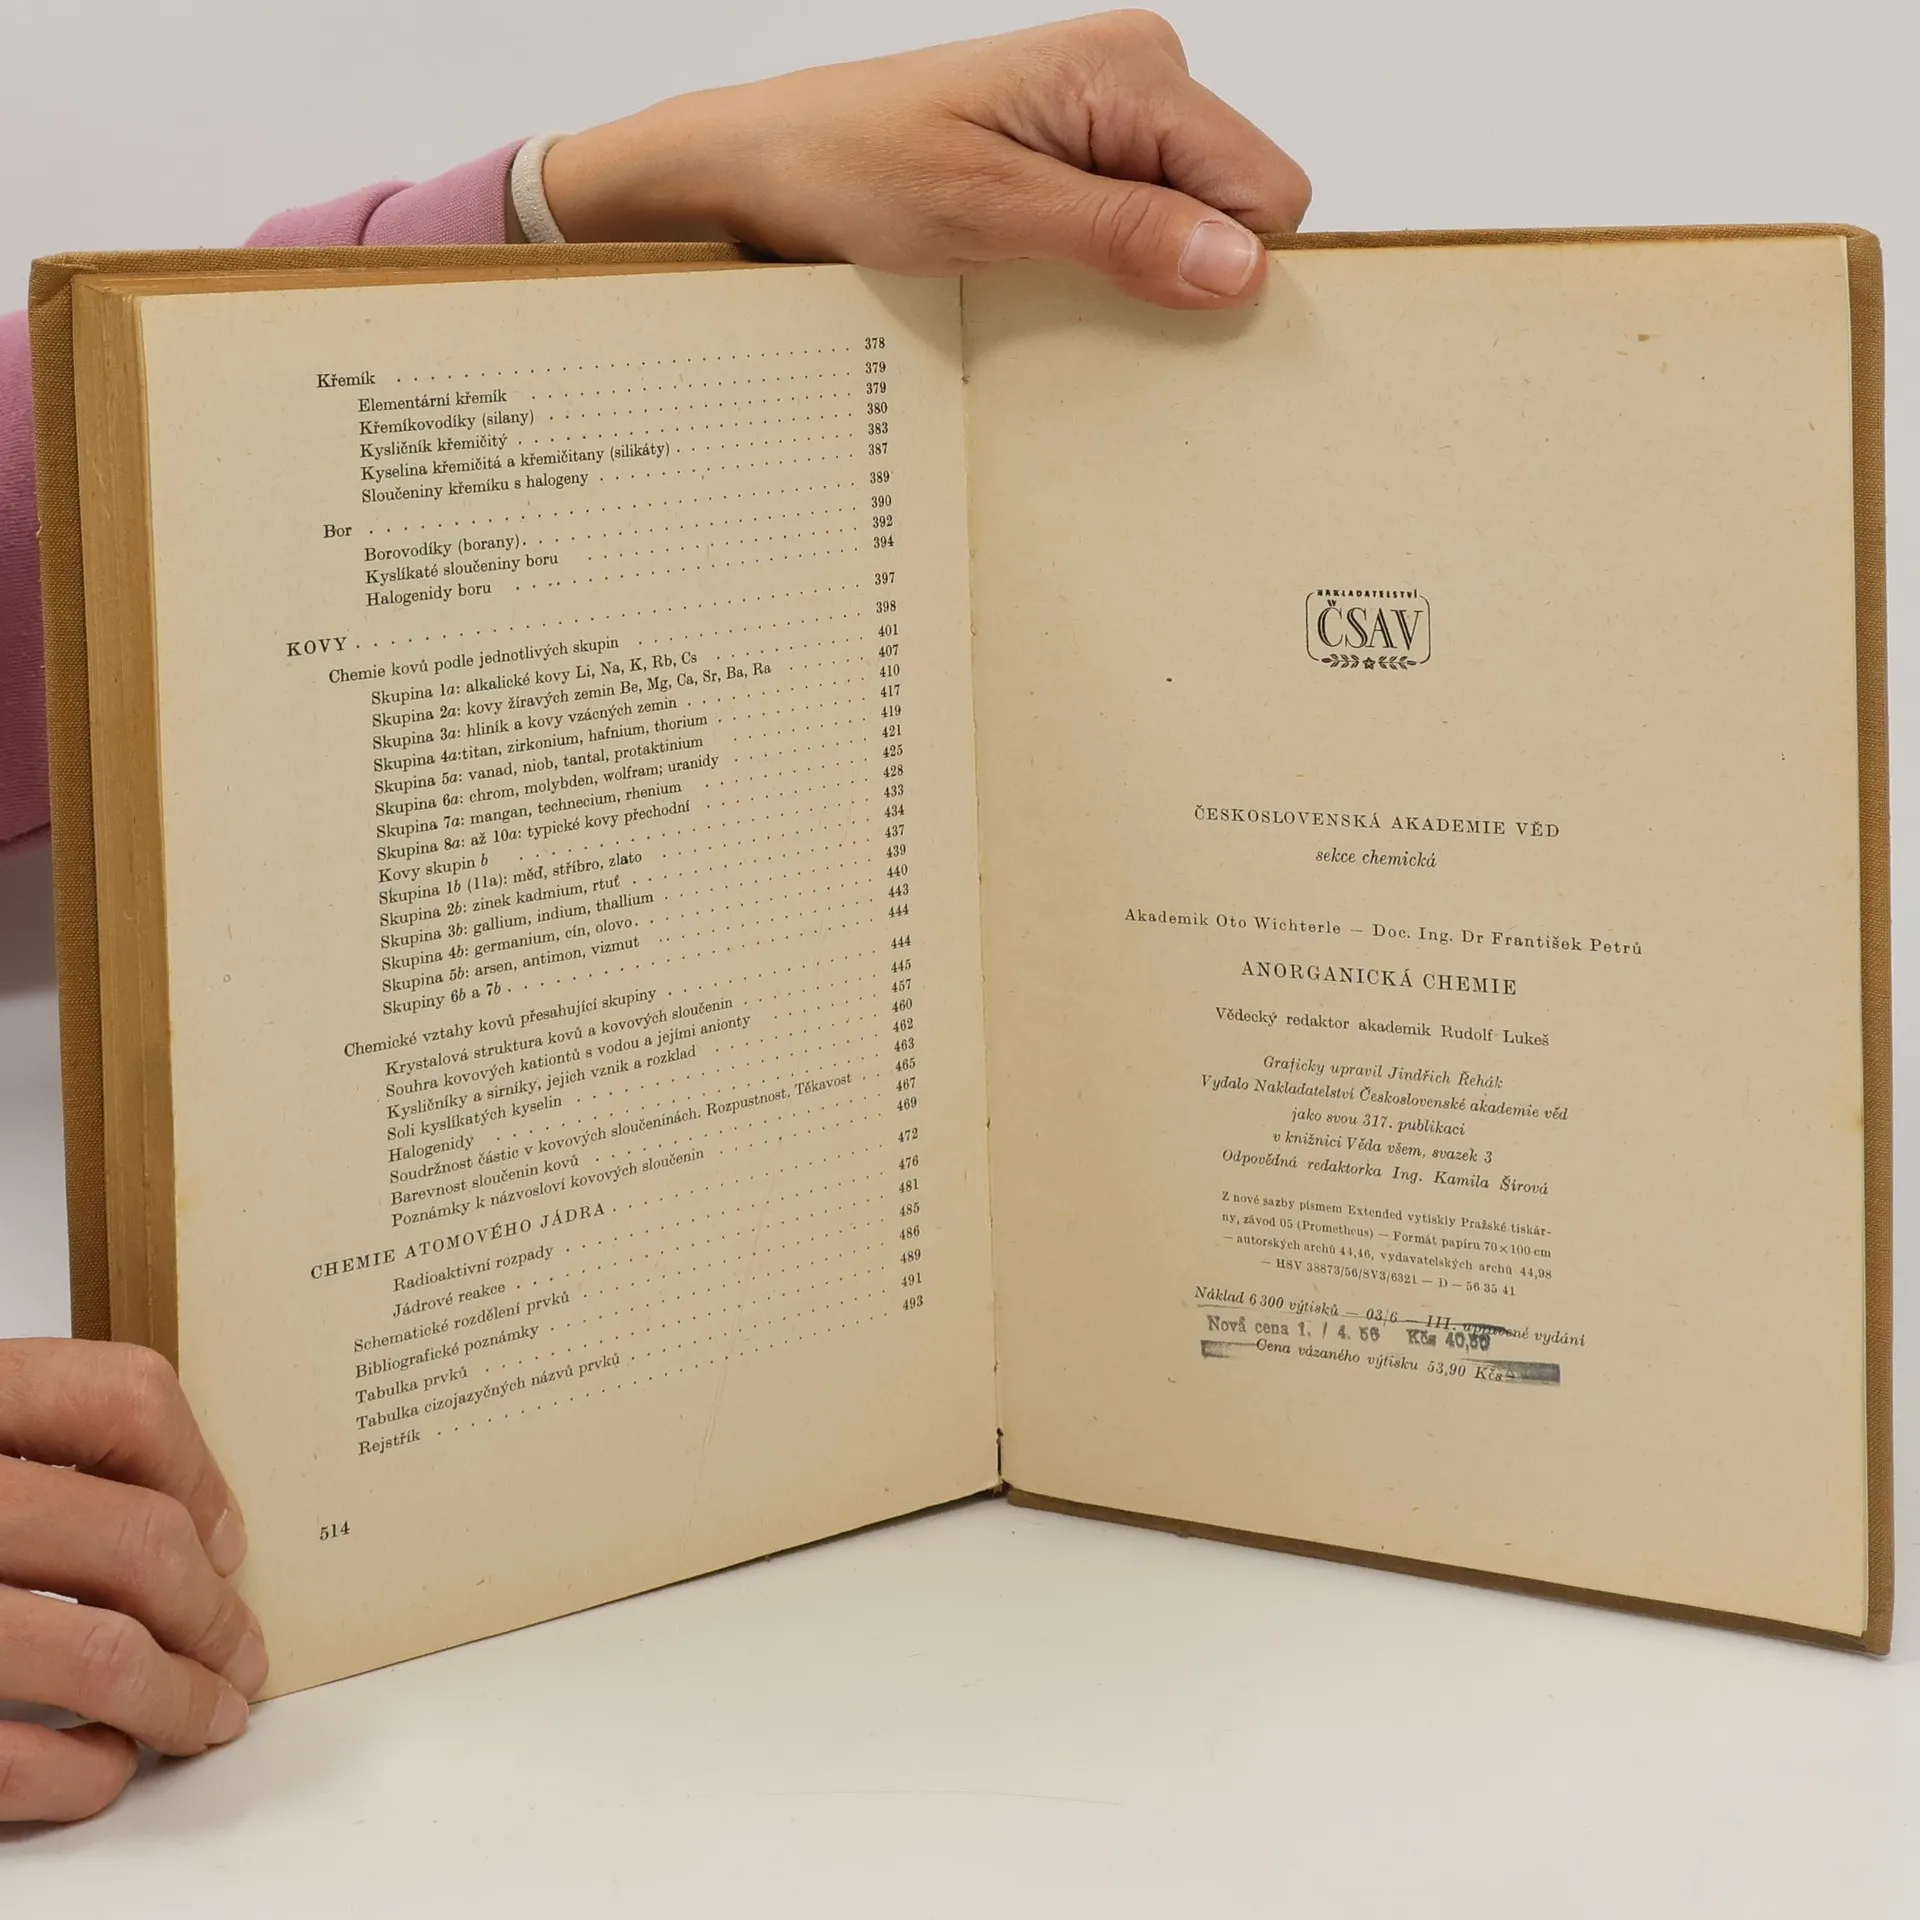 Křemík . . . . . 378
Elementární křemík . . . . . 379
Křemíkovodíky (silany) . . . . . 379
Kysličník křemičitý . . . . . 380
Kyselina křemičitá a křemičitany (silikáty) . . . . . 383
Sloučeniny křemíku s halogeny . . . . . 387
Bor . . . . . 389
Borovodíky (borany) . . . . . 390
Kyslíkaté sloučeniny boru . . . . . 392
Halogenidy boru . . . . . 394
KOVY . . . . . 397
Chemie kovů podle jednotlivých skupin . . . . . 398
Skupina 1a: alkalické kovy Li, Na, K, Rb, Cs . . . . . 401
Skupina 2a: kovy žíravých zemin Be, Mg, Ca, Sr, Ba, Ra . . . . . 407
Skupina 3a: hliník a kovy vzácných zemin . . . . . 410
Skupina 4a:titan, zirkonium, hafnium, thorium . . . . . 417
Skupina 5a: vanad, niob, tantal, protaktinium . . . . . 419
Skupina 6a: chrom, molybden, wolfram; uranidy . . . . . 421
Skupina 7a: mangan, technecium, rhenium . . . . . 425
Skupina 8a: až 10a: typické kovy přechodní . . . . . 428
Kovy skupin b . . . . . 433
Skupina 1b (11a): měď, stříbro, zlato . . . . . 434
Skupina 2b: zinek kadmium, rtuť . . . . . 437
Skupina 3b: gallium, indium, thallium . . . . . 439
Skupina 4b: germanium, cín, olovo . . . . . 440
Skupina 5b: arsen, antimon, vizmut . . . . . 443
Skupiny 6b a 7b . . . . . 444
Chemické vztahy kovů přesahující skupiny . . . . . 444
Krystalová struktura kovů a kovových sloučenin . . . . . 445
Souhra kovových kationtů s vodou a jejími anionty . . . . . 457
Kysličníky a sirníky, jejich vznik a rozklad . . . . . 460
Soli kyslíkatých kyselin . . . . . 462
Halogenidy . . . . . 463
Soudržnost částic v kovových sloučeninách. Rozpustnost. Těkavost . . 465
Barevnost sloučenin kovů . . . . . 467
Poznámky k názvosloví kovových sloučenin . . . . . 469
CHEMIE ATOMOVÉHO JÁDRA . . . . . 472
Radioaktivní rozpady . . . . . 476
Jádrové reakce . . . . . 481
Schematické rozdělení prvků . . . . . 485
Bibliografické poznámky . . . . . 486
Tabulka prvků . . . . . 489
Tabulka cizojazyčných názvů prvků . . . . . 491
Rejstřík . . . . . 493
514
NAKLADATELSTVÍ
ČSAV
ČESKOSLOVENSKÁ AKADEMIE VĚD
sekce chemická
Akademik Oto Wichterle — Doc. Ing. Dr František Petrů
ANORGANICKÁ CHEMIE
Vědecký redaktor akademik Rudolf Lukeš
Graficky upravil Jindřich Řehák
Vydalo Nakladatelství Československé akademie věd
jako svou 317. publikaci
v knižnici Věda všem, svazek 3
Odpovědná redaktorka Ing. Kamila Šírová
Z nové sazby písmem Extended vytiskly Pražské tiskár-
ny, závod 05 (Prometheus) — Formát papíru 70×100 cm
— autorských archů 44,46, vydavatelských archů 44,98
— HSV 38873/56/SV3/6321 — D — 56 35 41
Náklad 6 300 výtisků — 03/6 — III. upravené vydání
Nová cena 1. / 4. 56 Kčs 40,50
Cena vázaného výtisku 53,90 Kčs